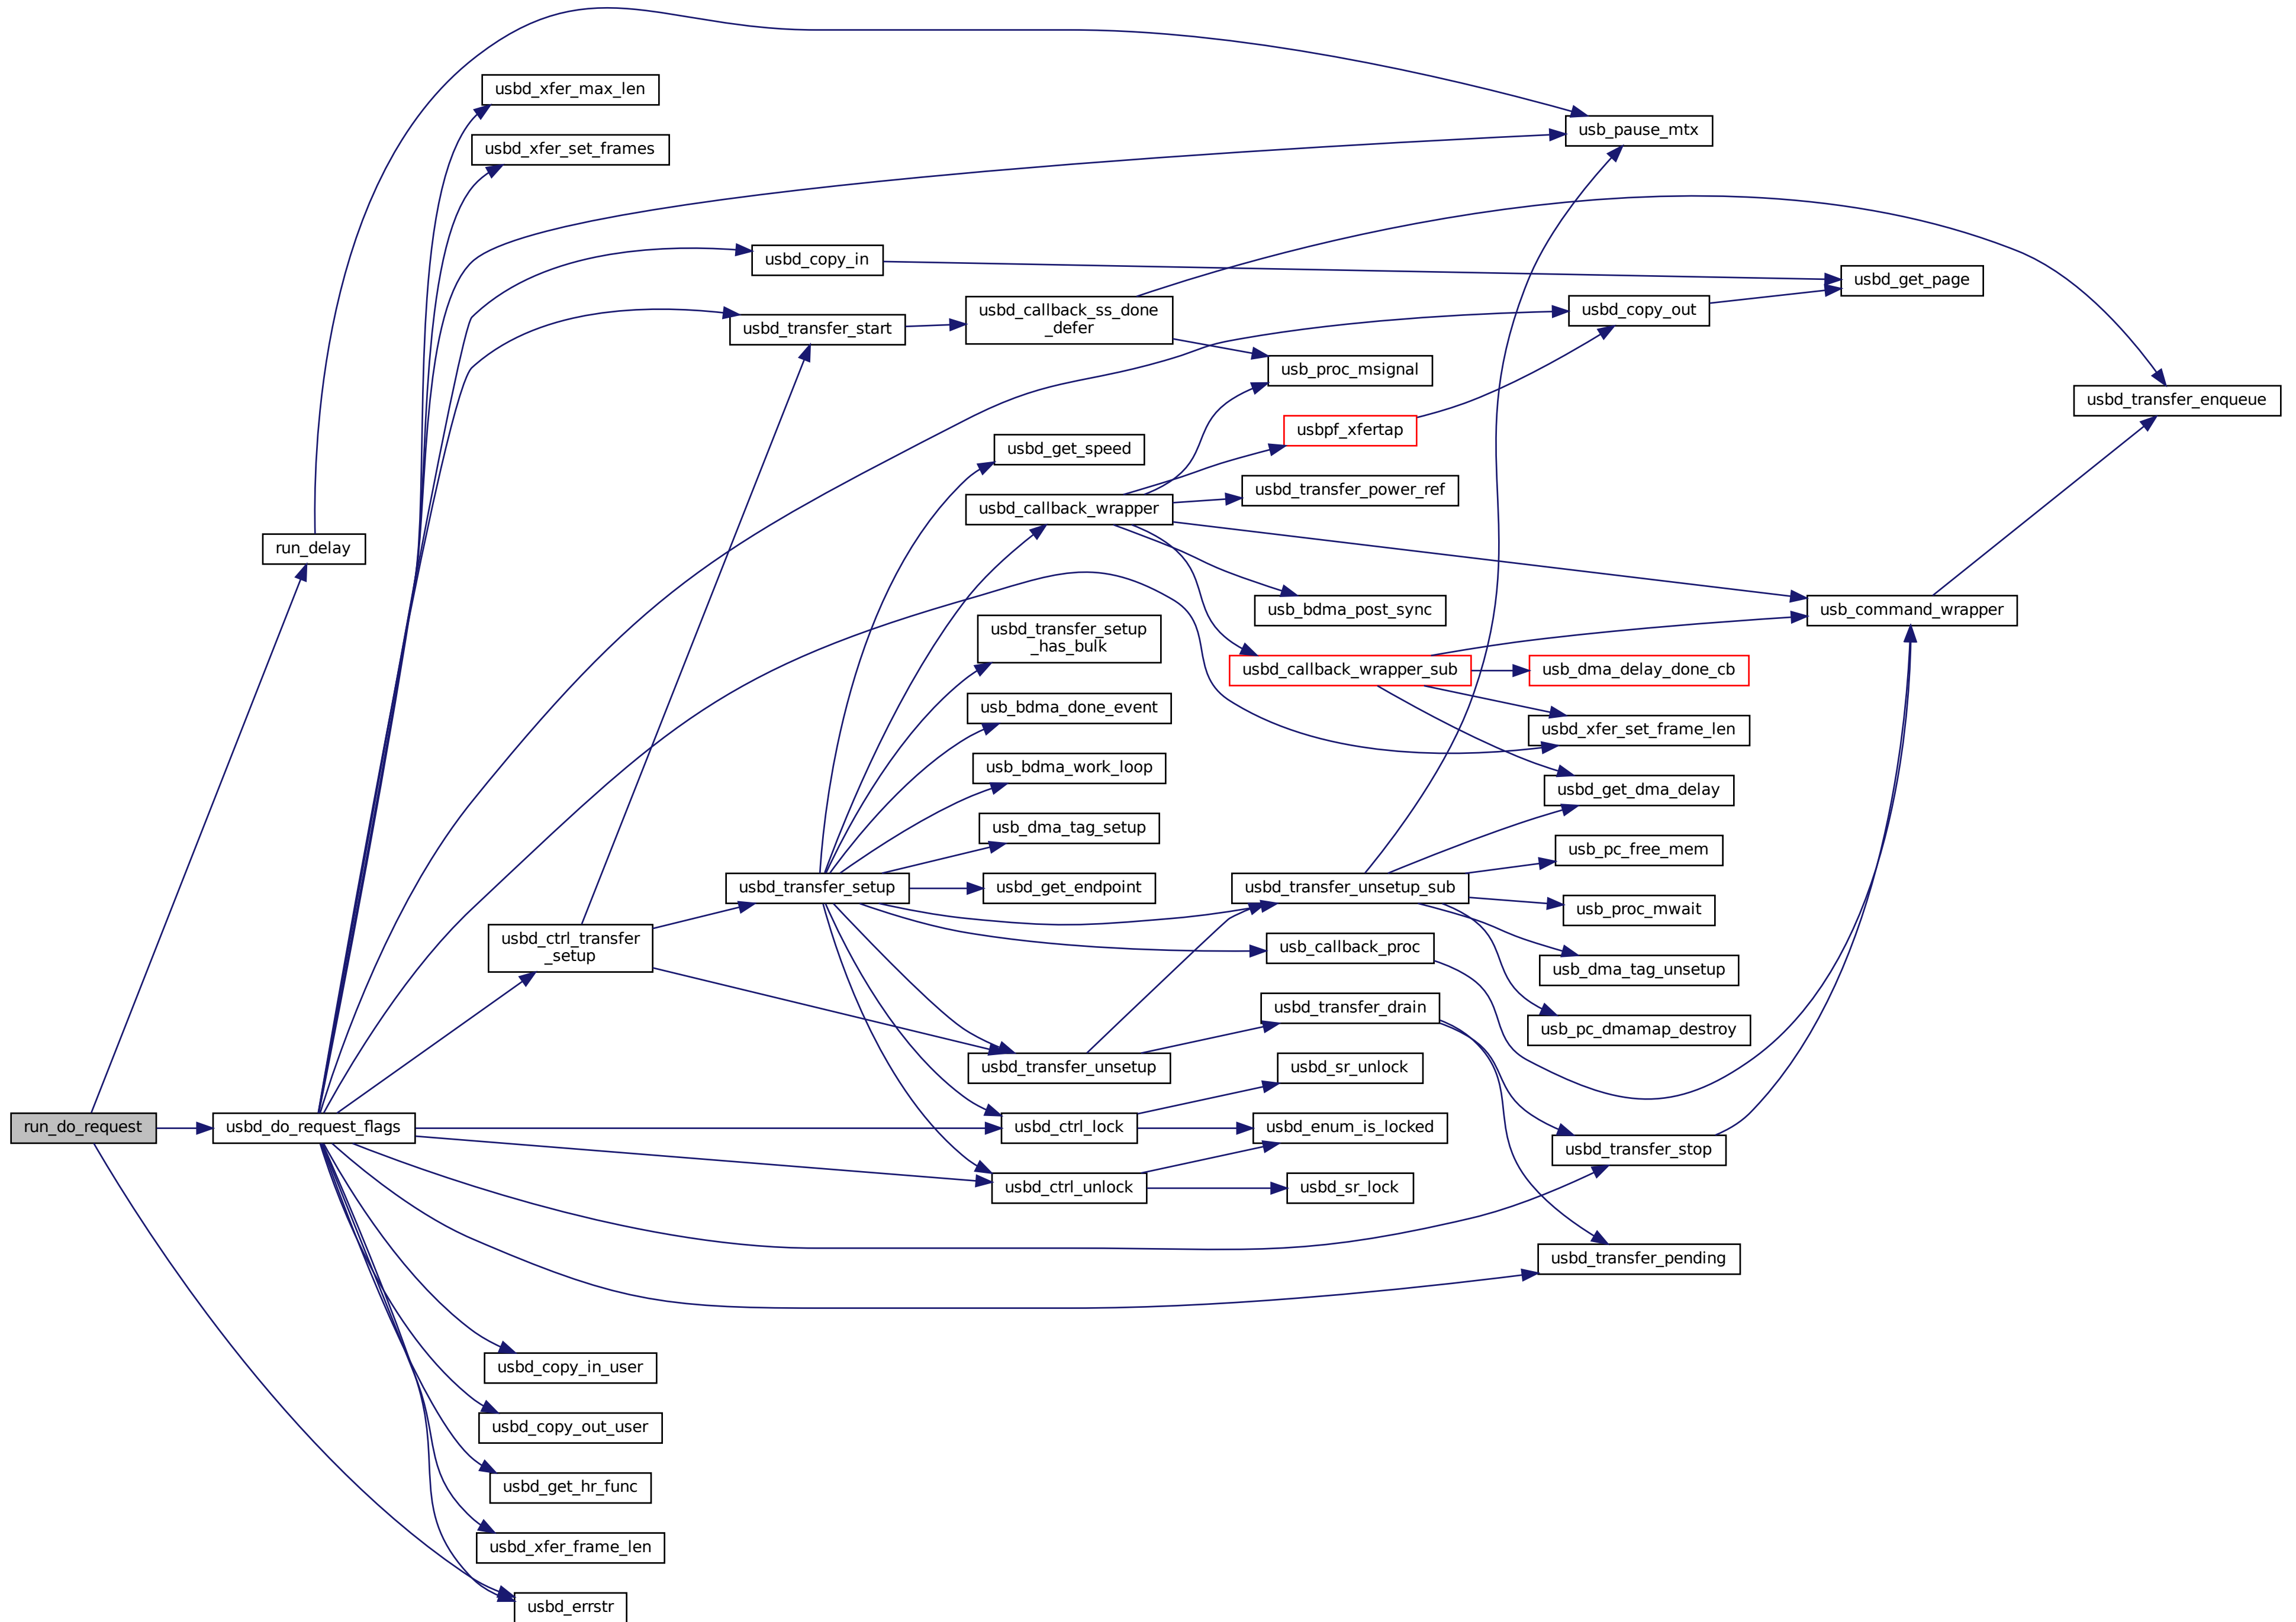 usbd_xfer_max_len
usb_pause_mtx
usbd_xfer_set_frames
usbd_copy_in
usbd_get_page
usbd_callback_ss_done
_defer
usbd_copy_out
usbd_transfer_start
usb_proc_msignal
usbd_transfer_enqueue
usbpf_xfertap
usbd_get_speed
usbd_transfer_power_ref
usbd_callback_wrapper
run_delay
usb_bdma_post_sync
usb_command_wrapper
usbd_transfer_setup
_has_bulk
usbd_callback_wrapper_sub
usb_dma_delay_done_cb
usb_bdma_done_event
usbd_xfer_set_frame_len
usb_bdma_work_loop
usbd_get_dma_delay
usb_dma_tag_setup
usb_pc_free_mem
usbd_transfer_setup
usbd_get_endpoint
usbd_transfer_unsetup_sub
usb_proc_mwait
usbd_ctrl_transfer
_setup
usb_callback_proc
usb_dma_tag_unsetup
usbd_transfer_drain
usb_pc_dmamap_destroy
usbd_transfer_unsetup
usbd_sr_unlock
run_do_request
usbd_do_request_flags
usbd_ctrl_lock
usbd_enum_is_locked
usbd_transfer_stop
usbd_ctrl_unlock
usbd_sr_lock
usbd_transfer_pending
usbd_copy_in_user
usbd_copy_out_user
usbd_get_hr_func
usbd_xfer_frame_len
usbd_errstr